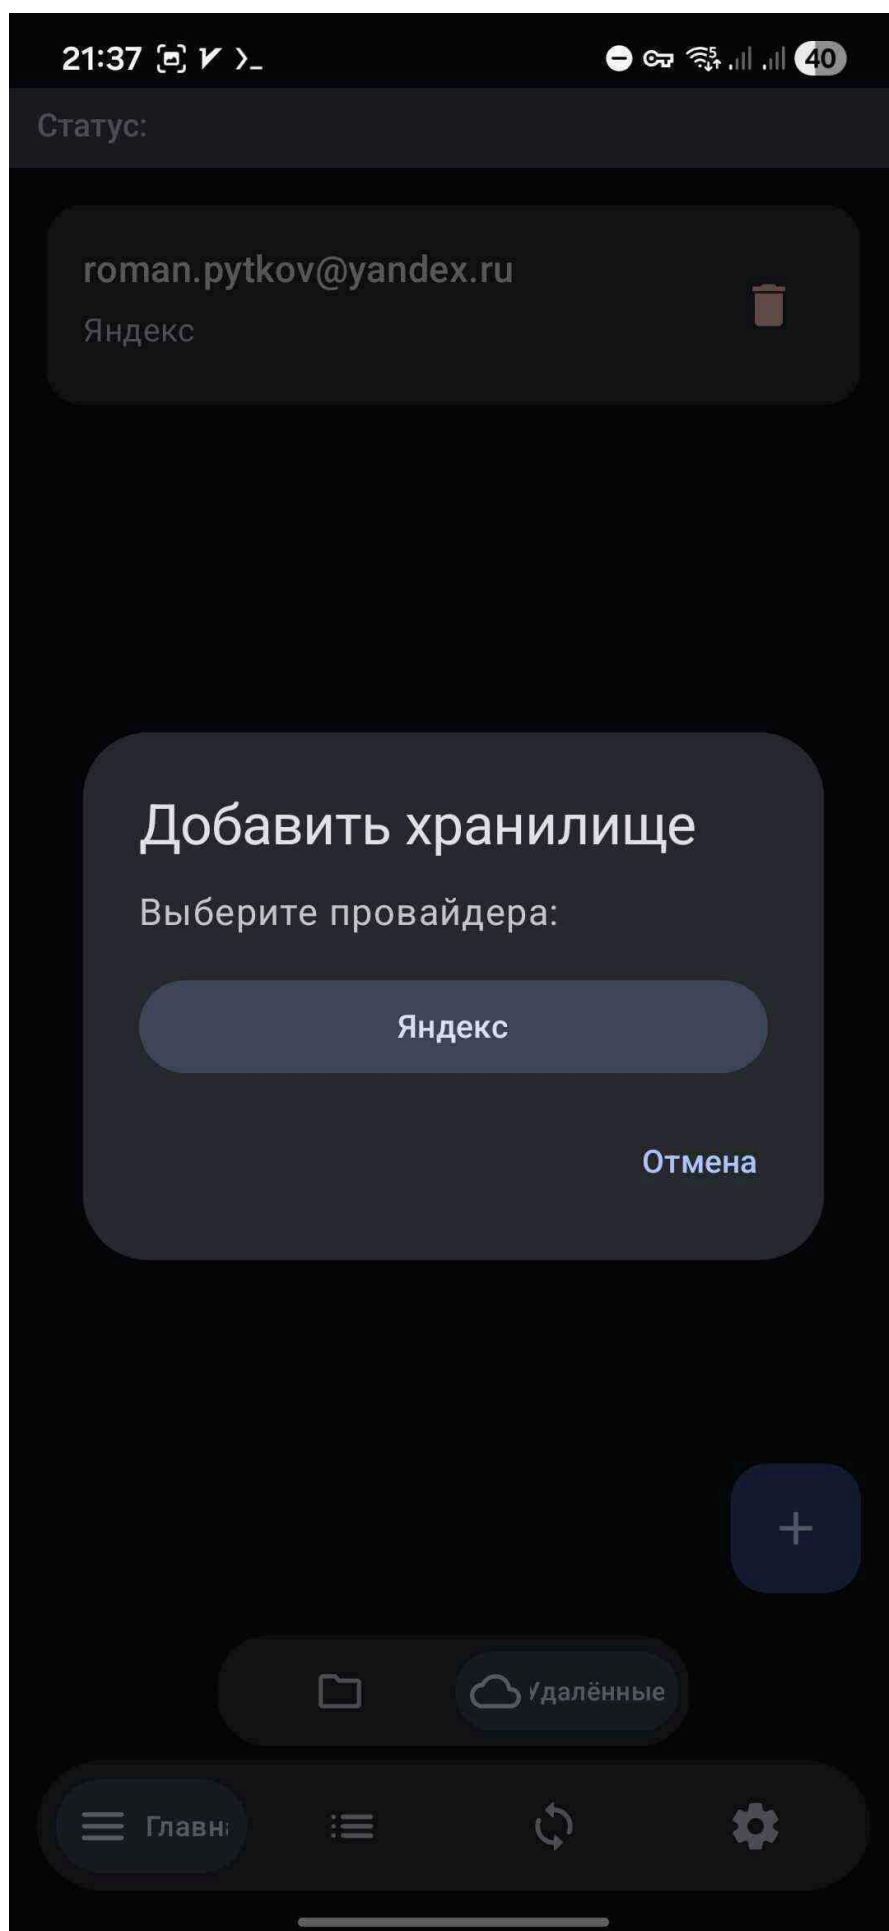 21:37
40
Статус:
roman.pytkov@yandex.ru
Яндекс
Добавить хранилище
Выберите провайдера:
Яндекс
Отмена
Удалённые
Главн